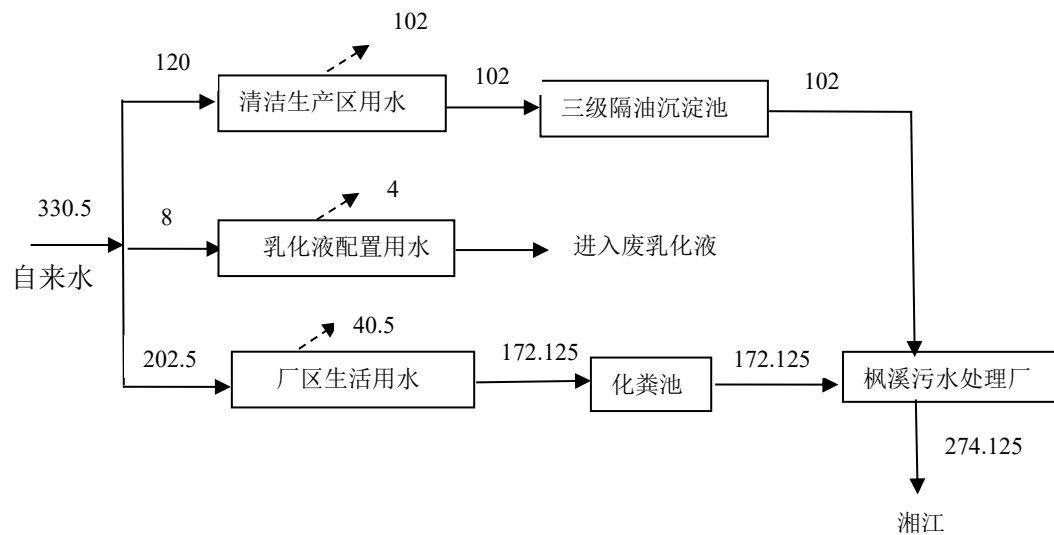 102
120
清洁生产区用水
102
三级隔油沉淀池
102
330.5
自来水
8
4
乳化液配置用水
进入废乳化液
40.5
202.5
厂区生活用水
172.125
化粪池
172.125
枫溪污水处理厂
274.125
湘江